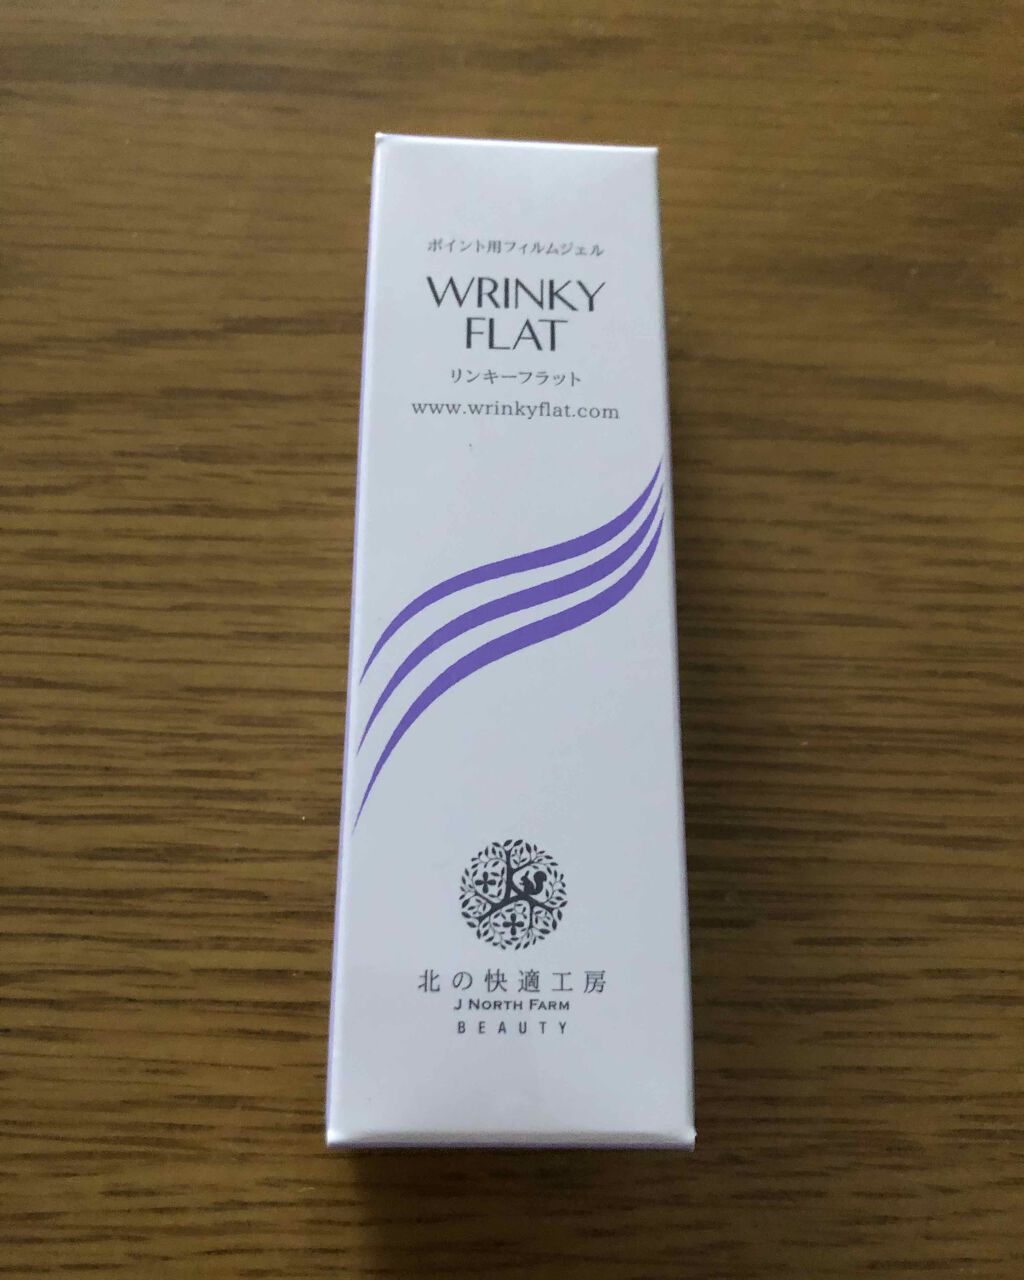 ポイント用フィルムジェル
WRINKY
FLAT
リンキーフラット
www.wrinkyflat.com
北の快適工房
J NORTH FARM
BEAUTY